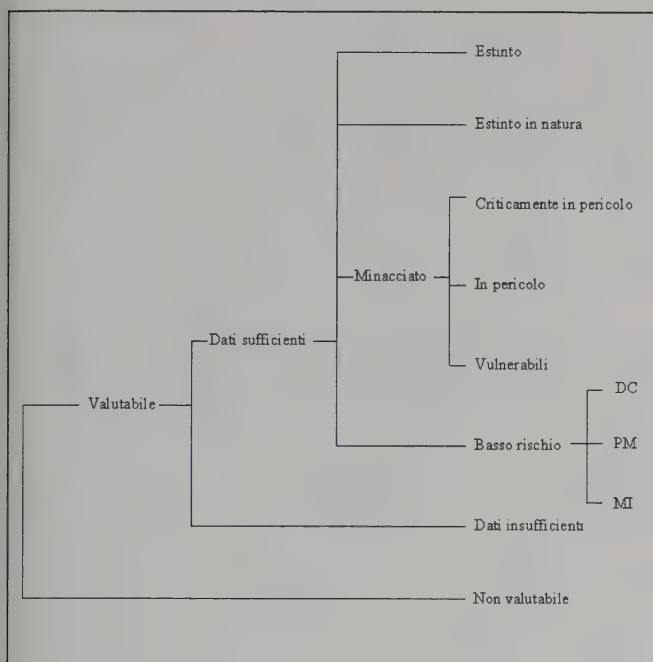 Estinto
Estinto in natura
Criticamente in pericolo
Minacciato
In pericolo
Dati sufficienti
Vulnerabili
Valutabile
DC
Basso rischio
PM
MI
Dati insufficienti
Non valutabile